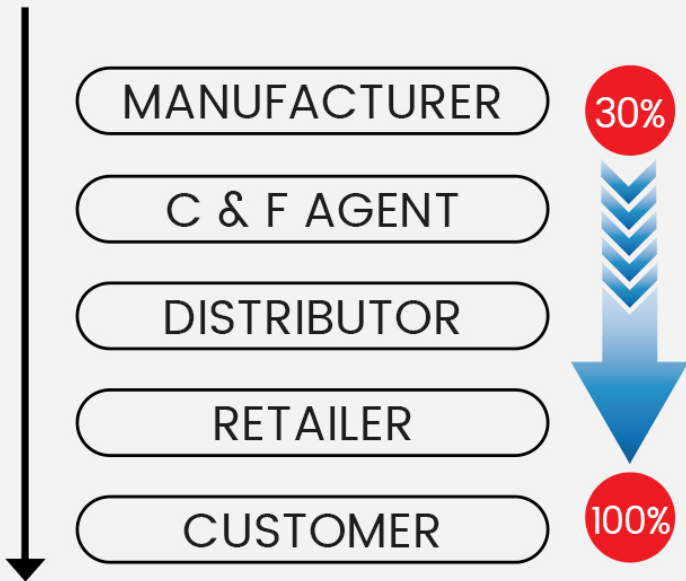 MANUFACTURER
30%
C & F AGENT
DISTRIBUTOR
RETAILER
CUSTOMER
100%